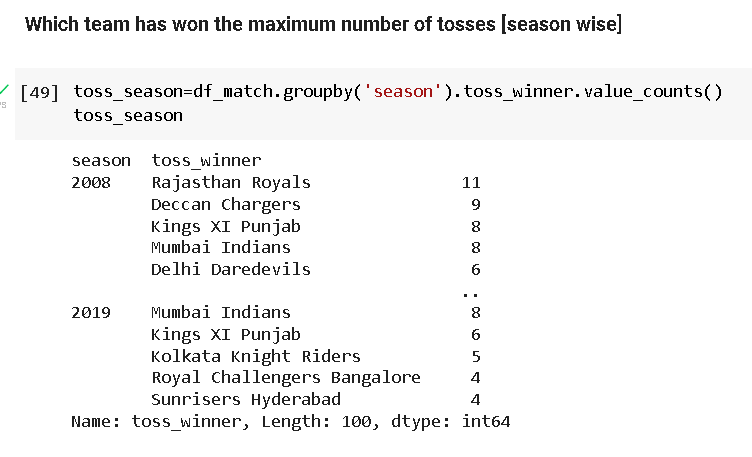 Which team has won the maximum number of tosses [season wise]
[49] toss_season=df_match.groupby('season').toss_winner.value_counts()
toss_season
season toss_winner
2008 Rajasthan Royals 11
Deccan Chargers 9
Kings XI Punjab 8
Mumbai Indians 8
Delhi Daredevils 6
..
2019 Mumbai Indians 8
Kings XI Punjab 6
Kolkata Knight Riders 5
Royal Challengers Bangalore 4
Sunrisers Hyderabad 4
Name: toss_winner, Length: 100, dtype: int64